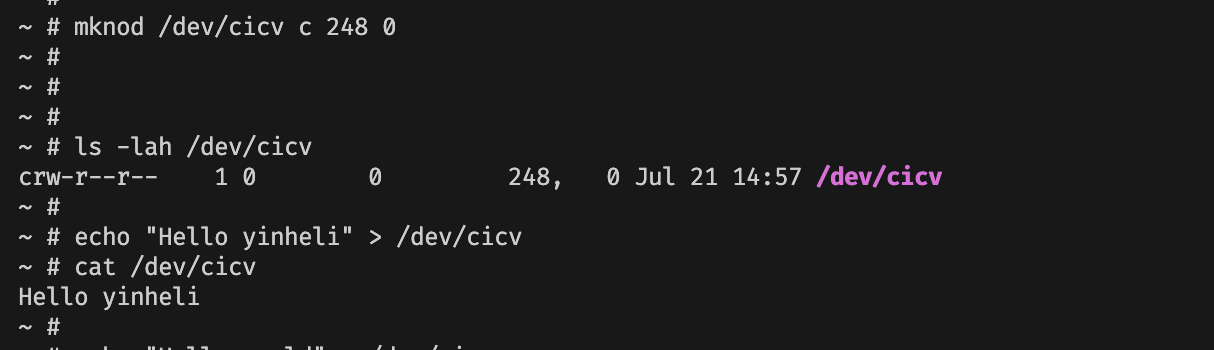 ~ # mknod /dev/cicv c 248 0
~ #
~ #
~ #
~ # ls -lah /dev/cicv
crw-r--r--    1 0        0         248,   0 Jul 21 14:57 /dev/cicv
~ #
~ # echo "Hello yinheli" > /dev/cicv
~ # cat /dev/cicv
Hello yinheli
~ #